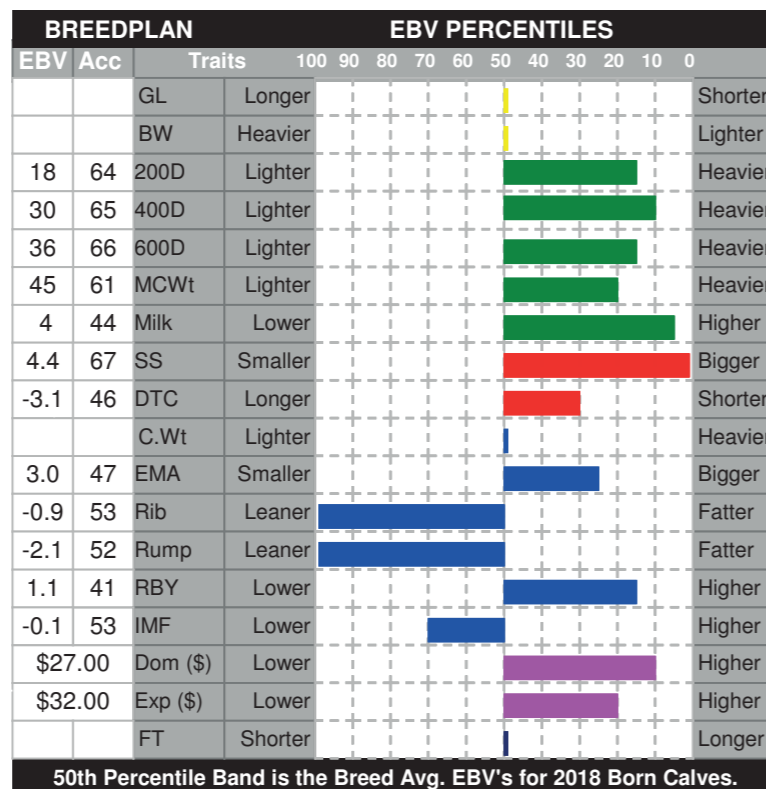 BREEDPLAN EBV PERCENTILES
EBV Acc Traits 100 90 80 70 60 50 40 30 20 10 0
GL Longer Shorter
BW Heavier Lighter
18 64 200D Lighter Heavier
30 65 400D Lighter Heavier
36 66 600D Lighter Heavier
45 61 MCWt Lighter Heavier
4 44 Milk Lower Higher
4.4 67 SS Smaller Bigger
-3.1 46 DTC Longer Shorter
C.Wt Lighter Heavier
3.0 47 EMA Smaller Bigger
-0.9 53 Rib Leaner Fatter
-2.1 52 Rump Leaner Fatter
1.1 41 RBY Lower Higher
-0.1 53 IMF Lower Higher
$27.00 Dom ($) Lower Higher
$32.00 Exp ($) Lower Higher
FT Shorter Longer
50th Percentile Band is the Breed Avg. EBV's for 2018 Born Calves.